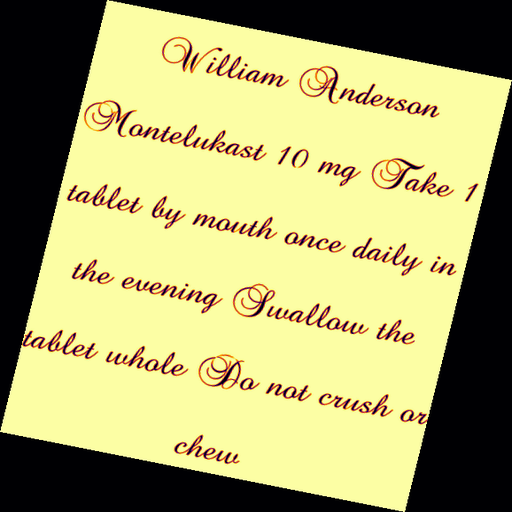 William Anderson
Montelukast 10 mg Take 1
tablet by mouth once daily in
the evening Swallow the
tablet whole Do not crush or
chew